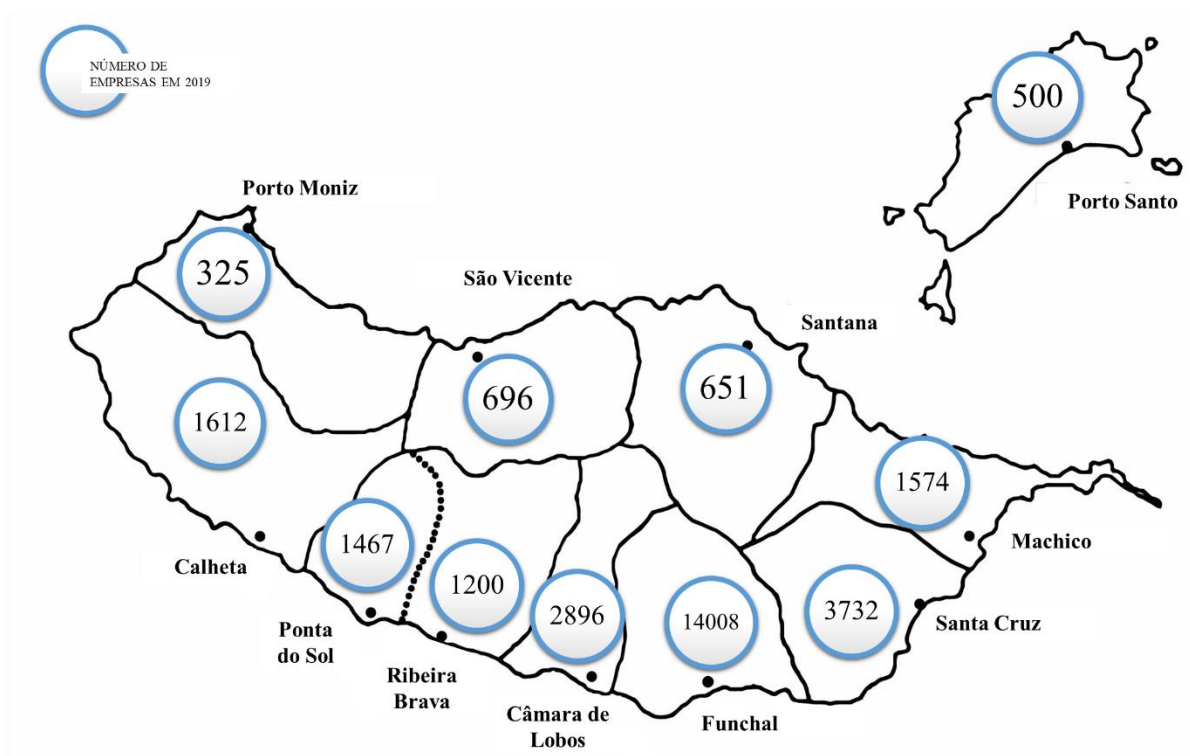 NÚMERO DE
EMPRESAS EM 2019
500
Porto Santo
Porto Moniz
325
São Vicente
696
Santana
651
1612
Calheta
1574
Machico
1467
Ponta
do Sol
1200
Ribeira
Brava
2896
Câmara de
Lobos
14008
Funchal
3732
Santa Cruz